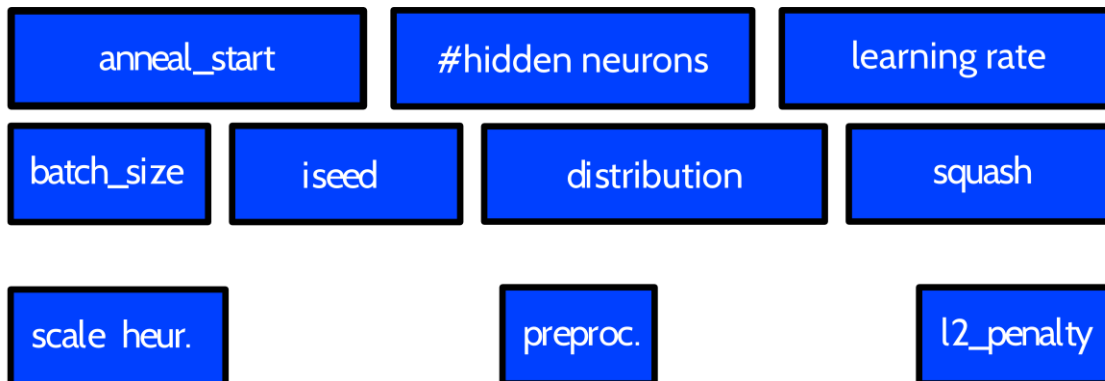 anneal_start #hidden neurons learning rate
batch_size iseed distribution squash
scale heur. preproc. l2_penalty